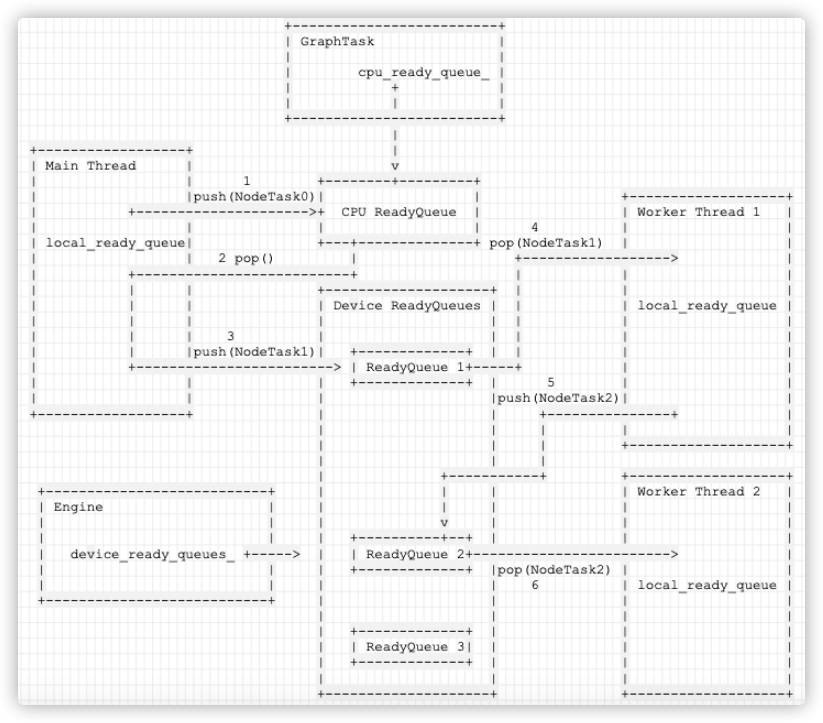 GraphTask
cpu_ready_queue_
Main Thread
1
push(NodeTask0)
CPU ReadyQueue
Worker Thread 1
4
local_ready_queue
pop(NodeTask1)
2 pop()
Device ReadyQueues
local_ready_queue
3
push(NodeTask1)
ReadyQueue 1
5
push(NodeTask2)
Engine
Worker Thread 2
device_ready_queues_
ReadyQueue 2
pop(NodeTask2)
6
local_ready_queue
ReadyQueue 3